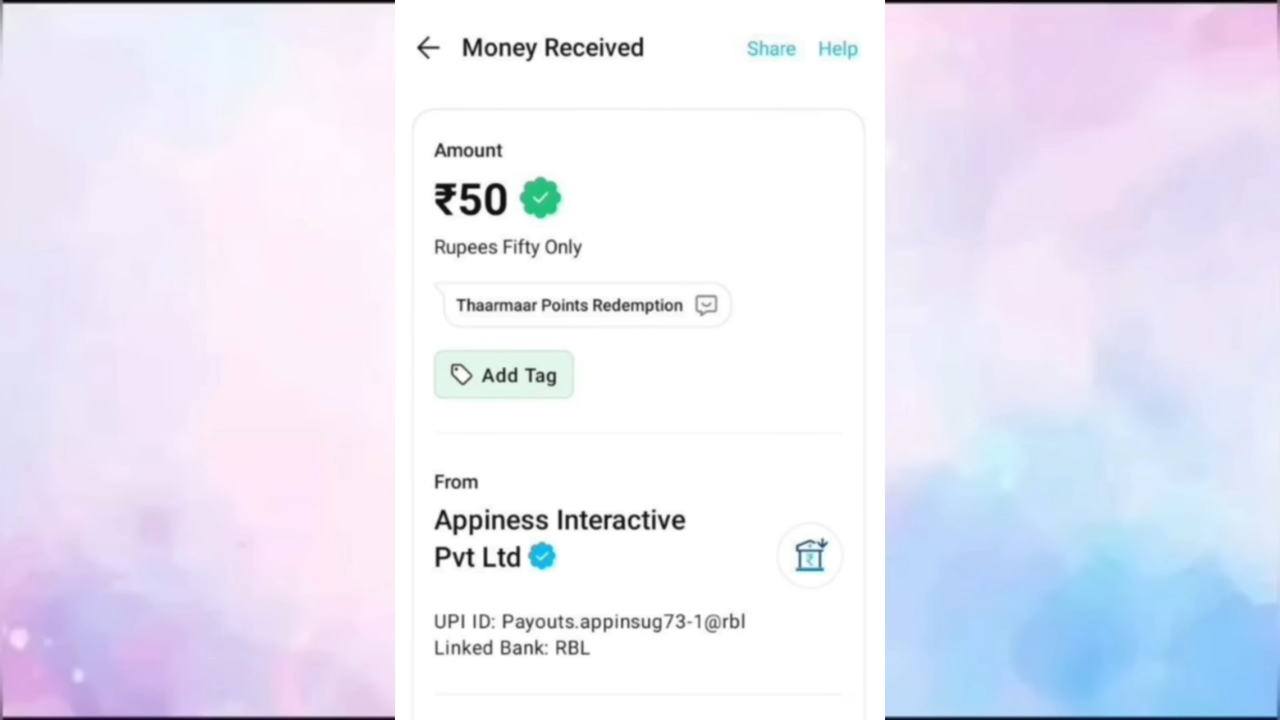 Money Received
Share Help
Amount
₹50
Rupees Fifty Only
Thaarmaar Points Redemption
Add Tag
From
Appiness Interactive
Pvt Ltd
UPI ID: Payouts.appinsug73-1@rbl
Linked Bank: RBL